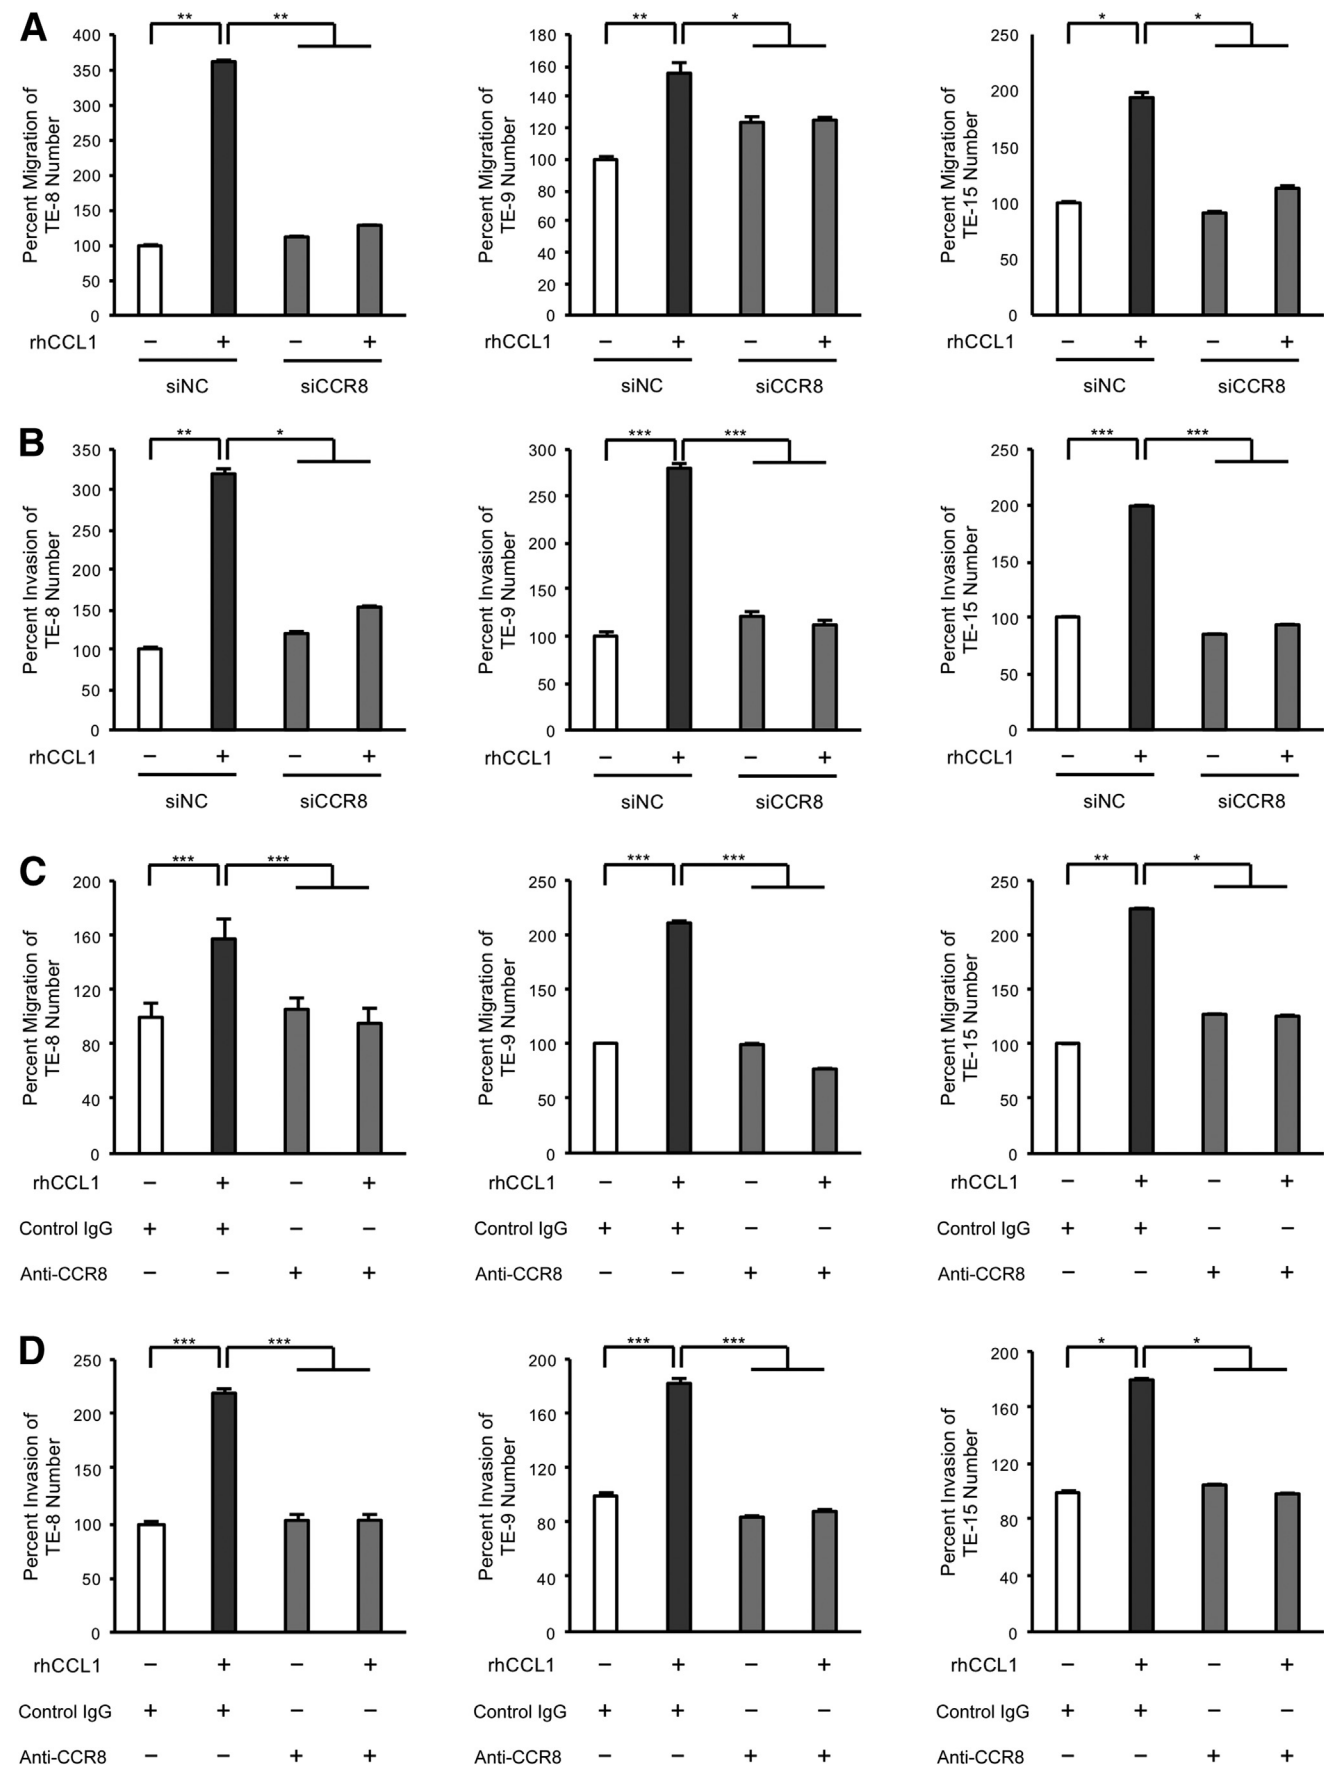 A
** ** ** * * *
400 350 300 250 200 150 100 50 0
Percent Migration of
TE-8 Number
180 160 140 120 100 80 60 40 20 0
Percent Migration of
TE-9 Number
250 200 150 100 50 0
Percent Migration of
TE-15 Number
rhCCL1 − + − + rhCCL1 − + − + rhCCL1 − + − +
siNC siCCR8 siNC siCCR8 siNC siCCR8
B
** * *** *** *** ***
350 300 250 200 150 100 50 0
Percent Invasion of
TE-8 Number
300 250 200 150 100 50 0
Percent Invasion of
TE-9 Number
250 200 150 100 50 0
Percent Invasion of
TE-15 Number
rhCCL1 − + − + rhCCL1 − + − + rhCCL1 − + − +
siNC siCCR8 siNC siCCR8 siNC siCCR8
C
*** *** *** *** ** *
200 160 120 80 40 0
Percent Migration of
TE-8 Number
250 200 150 100 50 0
Percent Migration of
TE-9 Number
250 200 150 100 50 0
Percent Migration of
TE-15 Number
rhCCL1 − + − + rhCCL1 − + − + rhCCL1 − + − +
Control IgG + + − − Control IgG + + − − Control IgG + + − −
Anti-CCR8 − − + + Anti-CCR8 − − + + Anti-CCR8 − − + +
D
*** *** *** *** * *
250 200 150 100 50 0
Percent Invasion of
TE-8 Number
200 160 120 80 40 0
Percent Invasion of
TE-9 Number
200 160 120 80 40 0
Percent Invasion of
TE-15 Number
rhCCL1 − + − + rhCCL1 − + − + rhCCL1 − + − +
Control IgG + + − − Control IgG + + − − Control IgG + + − −
Anti-CCR8 − − + + Anti-CCR8 − − + + Anti-CCR8 − − + +